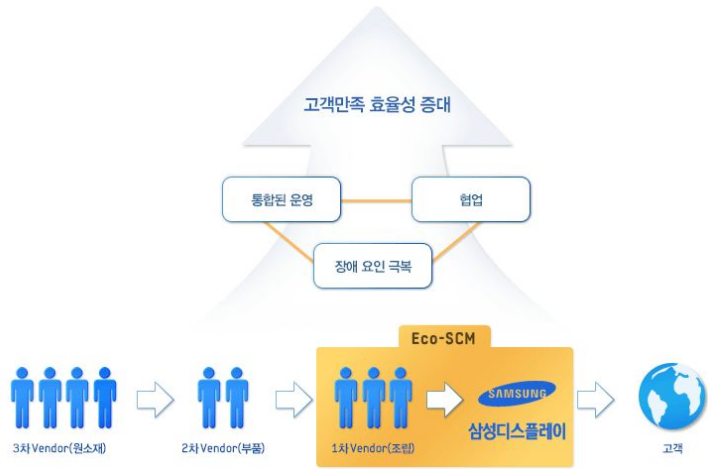 고객만족 효율성 증대
통합된 운영
협업
장애 요인 극복
Eco-SCM
SAMSUNG
삼성디스플레이
3차 Vendor(원소재)
2차 Vendor(부품)
1차 Vendor(조립)
고객